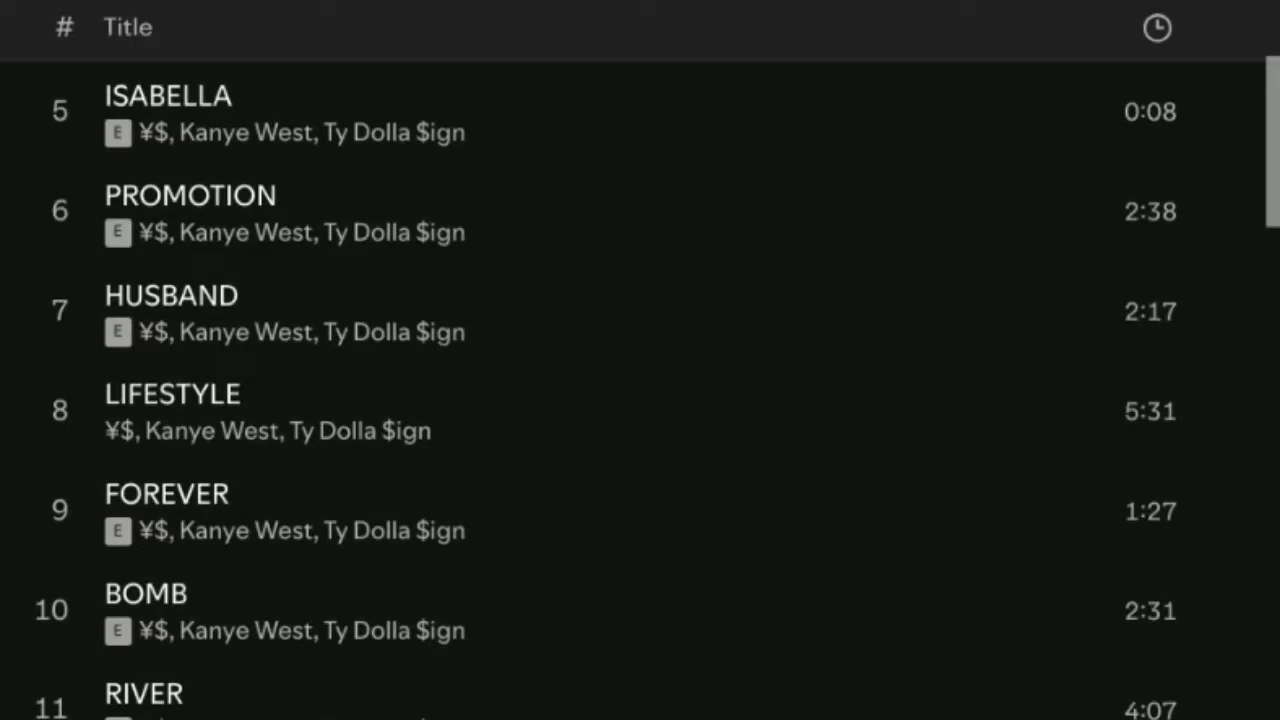 # Title
5 ISABELLA 0:08
E ¥$, Kanye West, Ty Dolla $ign
6 PROMOTION 2:38
E ¥$, Kanye West, Ty Dolla $ign
7 HUSBAND 2:17
E ¥$, Kanye West, Ty Dolla $ign
8 LIFESTYLE 5:31
¥$, Kanye West, Ty Dolla $ign
9 FOREVER 1:27
E ¥$, Kanye West, Ty Dolla $ign
10 BOMB 2:31
E ¥$, Kanye West, Ty Dolla $ign
11 RIVER 4:07